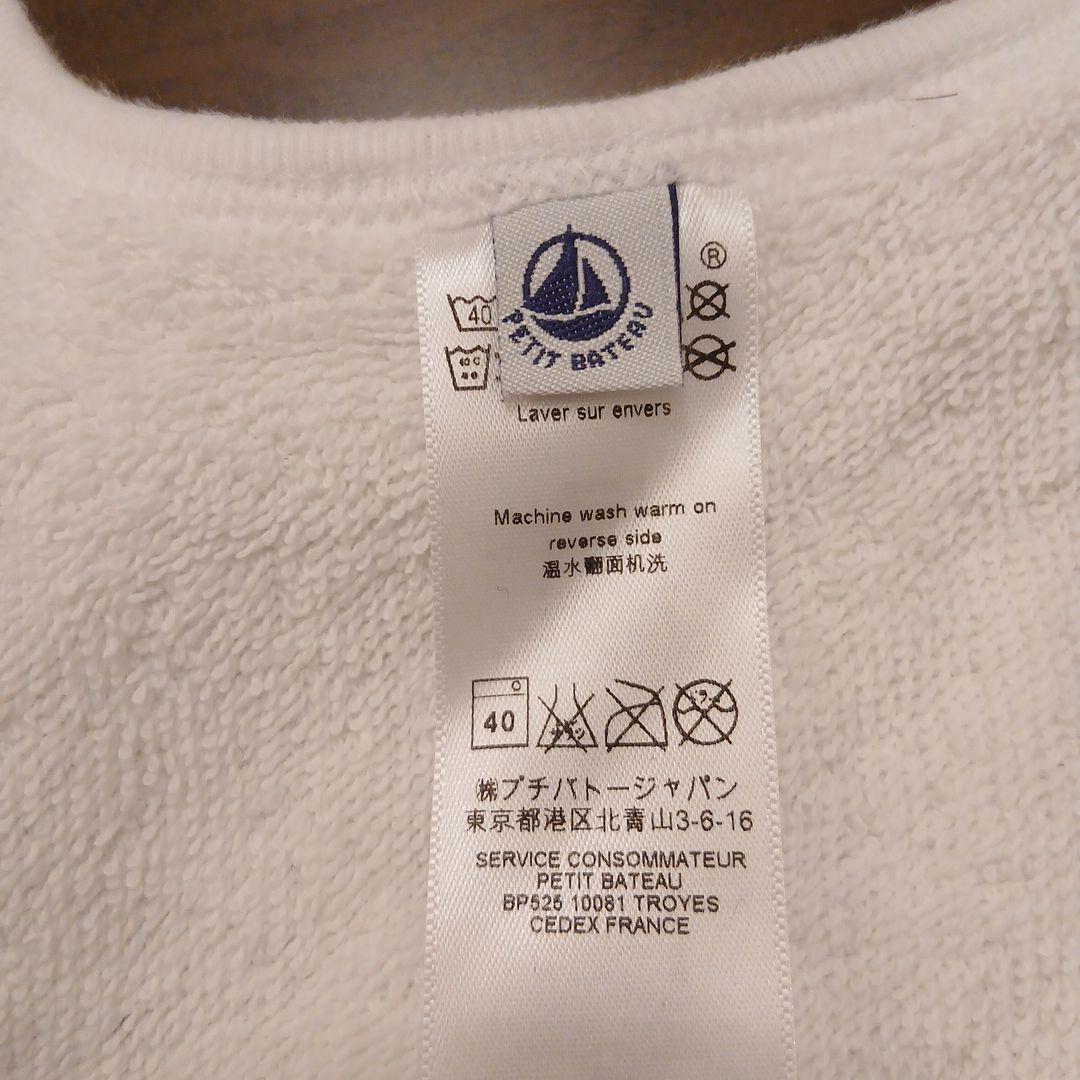 PETIT BATEAU
®
40
40 C
Laver sur envers
Machine wash warm on
reverse side
温水翻面机洗
40
㈱プチバトージャパン
東京都港区北青山3-6-16
SERVICE CONSOMMATEUR
PETIT BATEAU
BP525 10081 TROYES
CEDEX FRANCE